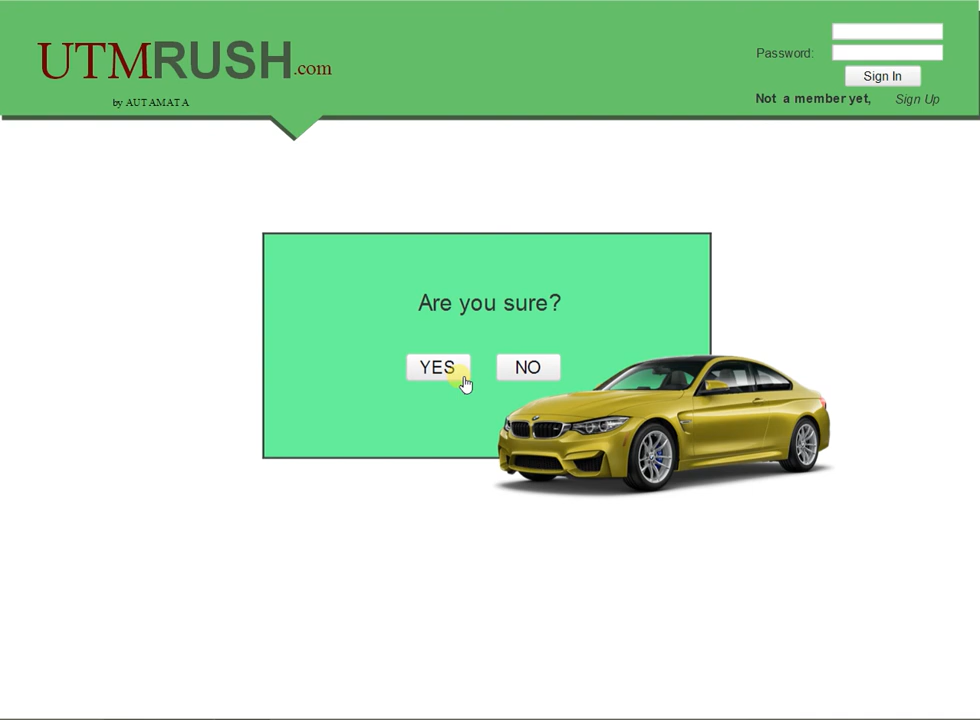 UTMRUSH.com
by AUTAMATA
Password:
Sign In
Not a member yet, Sign Up
Are you sure?
YES NO